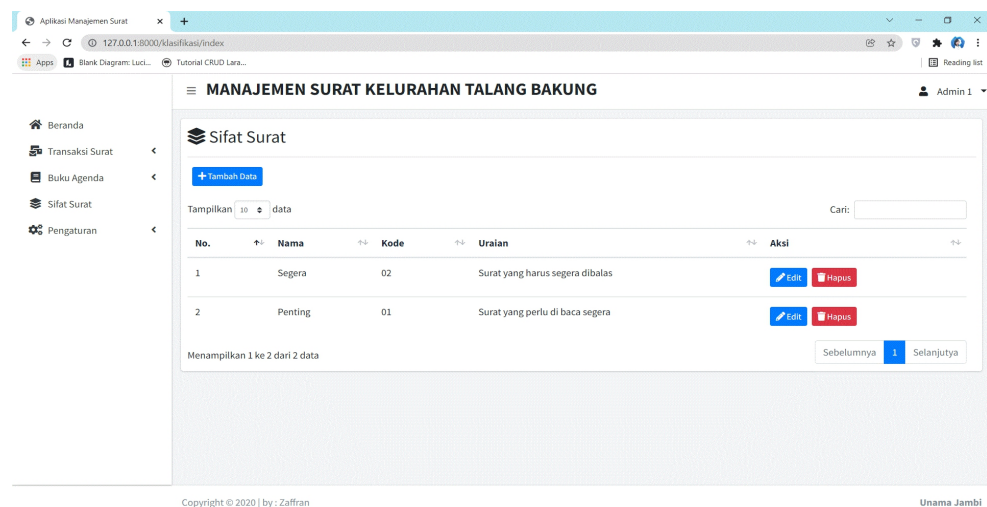 Aplikasi Manajemen Surat
127.0.0.1:8000/klasifikasi/index
Apps Blank Diagram: Luci... Tutorial CRUD Lara... Reading list
MANAJEMEN SURAT KELURAHAN TALANG BAKUNG Admin 1
Beranda
Transaksi Surat
Buku Agenda
Sifat Surat
Pengaturan
Sifat Surat
+ Tambah Data
Tampilkan 10 data Cari:
No. Nama Kode Uraian Aksi
1 Segera 02 Surat yang harus segera dibalas Edit Hapus
2 Penting 01 Surat yang perlu di baca segera Edit Hapus
Menampilkan 1 ke 2 dari 2 data Sebelumnya 1 Selanjutya
Copyright © 2020 | by : Zaffran Unama Jambi